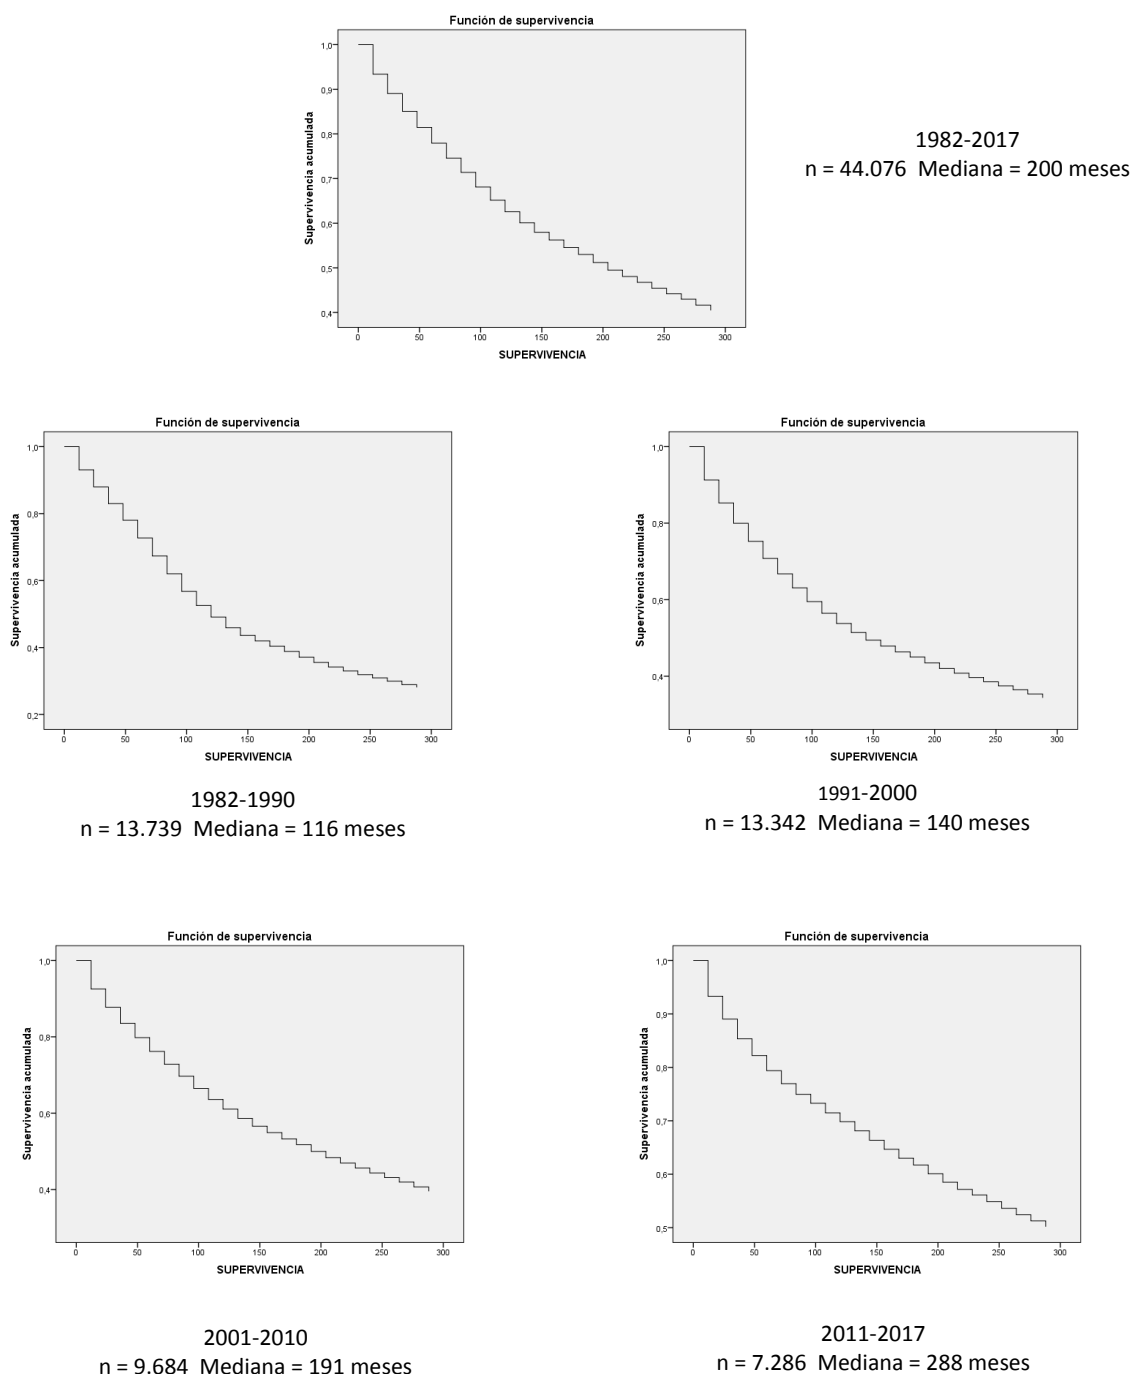 Función de supervivencia
1,0
0,9
0,8
0,7
0,6
0,5
0,4
Supervivencia acumulada
0 50 100 150 200 250 300
SUPERVIVENCIA
1982-2017
n = 44.076 Mediana = 200 meses
Función de supervivencia
1,0
0,8
0,6
0,4
0,2
Supervivencia acumulada
0 50 100 150 200 250 300
SUPERVIVENCIA
1982-1990
n = 13.739 Mediana = 116 meses
Función de supervivencia
1,0
0,8
0,6
0,4
Supervivencia acumulada
0 50 100 150 200 250 300
SUPERVIVENCIA
1991-2000
n = 13.342 Mediana = 140 meses
Función de supervivencia
1,0
0,8
0,6
0,4
Supervivencia acumulada
0 50 100 150 200 250 300
SUPERVIVENCIA
2001-2010
n = 9.684 Mediana = 191 meses
Función de supervivencia
1,0
0,9
0,8
0,7
0,6
0,5
Supervivencia acumulada
0 50 100 150 200 250 300
SUPERVIVENCIA
2011-2017
n = 7.286 Mediana = 288 meses